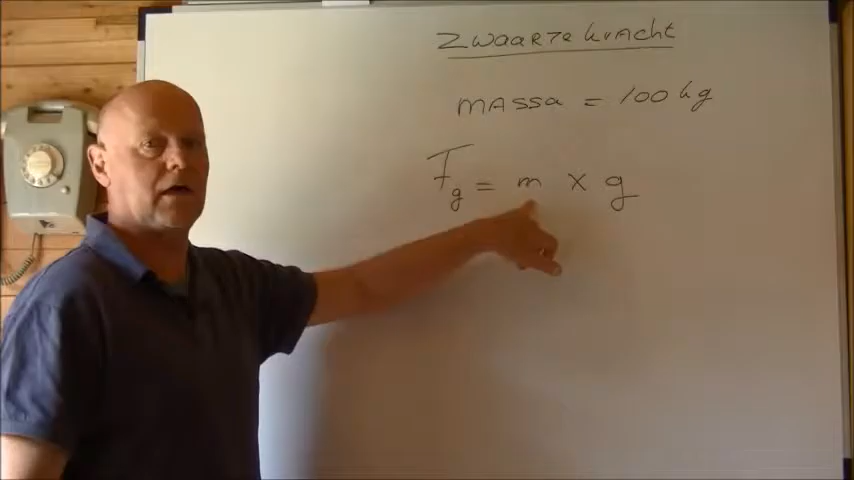 Zwaartekracht
MASSA = 100 kg
Fg = m x g